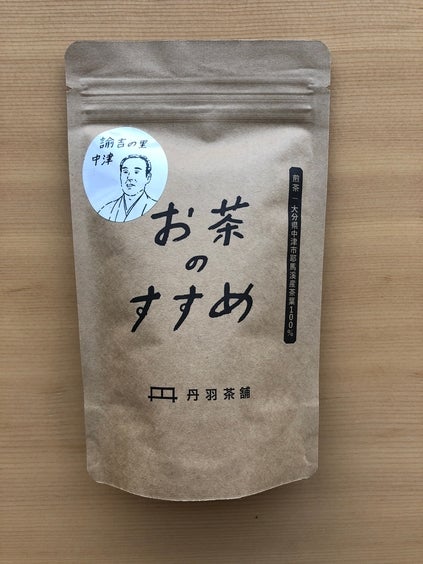 諭吉の里
中津
お茶
の
すすめ
煎茶｜大分県中津市耶馬溪産茶葉100%
丹羽茶舗